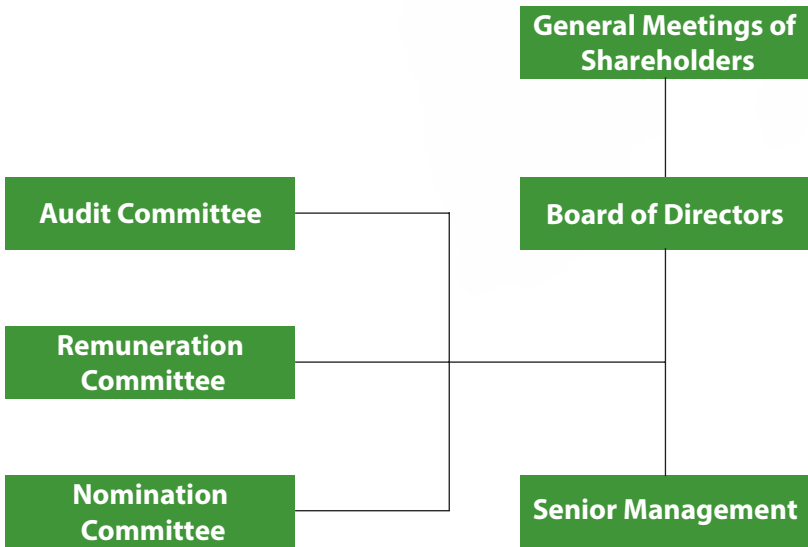 General Meetings of
Shareholders
Audit Committee
Board of Directors
Remuneration
Committee
Nomination
Committee
Senior Management